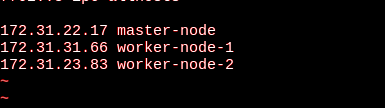 172.31.22.17 master-node
172.31.31.66 worker-node-1
172.31.23.83 worker-node-2
~
~